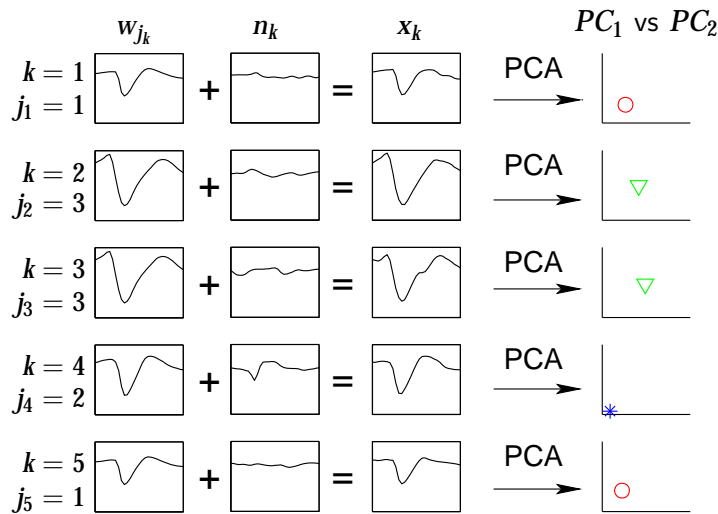 w_{j_k} n_k x_k PC_1 vs PC_2
k = 1
j_1 = 1
+ = PCA
k = 2
j_2 = 3
+ = PCA
k = 3
j_3 = 3
+ = PCA
k = 4
j_4 = 2
+ = PCA
k = 5
j_5 = 1
+ = PCA